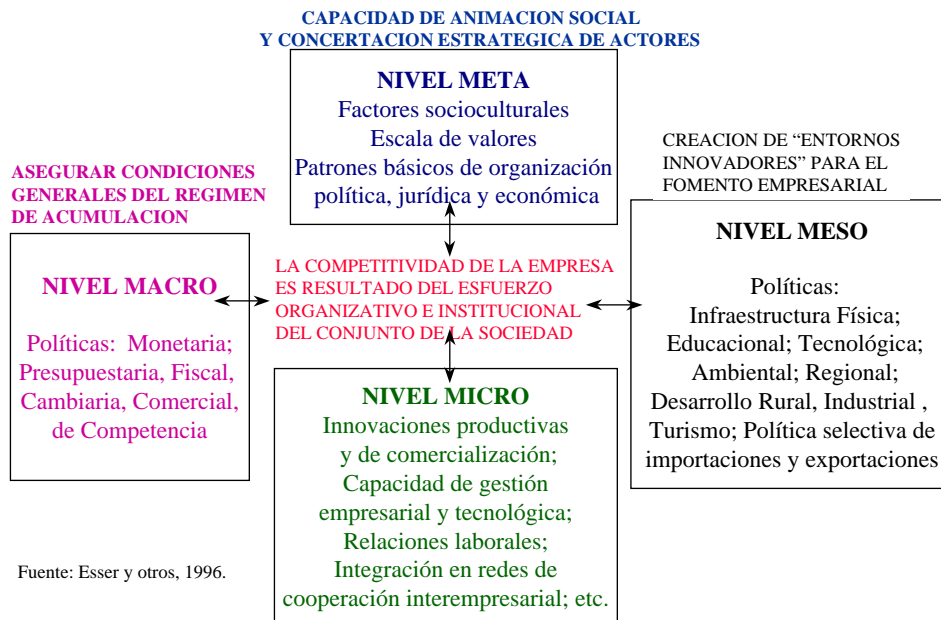 CAPACIDAD DE ANIMACION SOCIAL
Y CONCERTACION ESTRATEGICA DE ACTORES
NIVEL META
Factores socioculturales
Escala de valores
Patrones básicos de organización
política, jurídica y económica
ASEGURAR CONDICIONES
GENERALES DEL REGIMEN
DE ACUMULACION
NIVEL MACRO
Políticas: Monetaria;
Presupuestaria, Fiscal,
Cambiaria, Comercial,
de Competencia
LA COMPETITIVIDAD DE LA EMPRESA
ES RESULTADO DEL ESFUERZO
ORGANIZATIVO E INSTITUCIONAL
DEL CONJUNTO DE LA SOCIEDAD
CREACION DE “ENTORNOS
INNOVADORES” PARA EL
FOMENTO EMPRESARIAL
NIVEL MESO
Políticas:
Infraestructura Física;
Educacional; Tecnológica;
Ambiental; Regional;
Desarrollo Rural, Industrial ,
Turismo; Política selectiva de
importaciones y exportaciones
NIVEL MICRO
Innovaciones productivas
y de comercialización;
Capacidad de gestión
empresarial y tecnológica;
Relaciones laborales;
Integración en redes de
cooperación interempresarial; etc.
Fuente: Esser y otros, 1996.